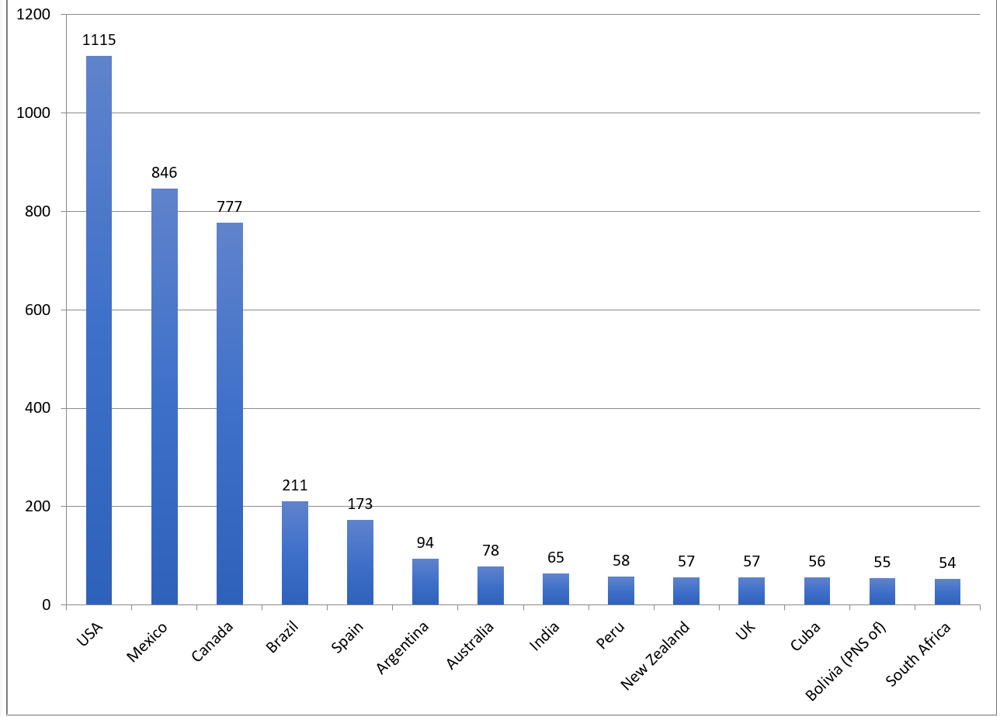 1200
1000
800
600
400
200
0
1115
846
777
211
173
94
78
65
58
57
57
56
55
54
USA
Mexico
Canada
Brazil
Spain
Argentina
Australia
India
Peru
New Zealand
UK
Cuba
Bolivia (PNS of)
South Africa